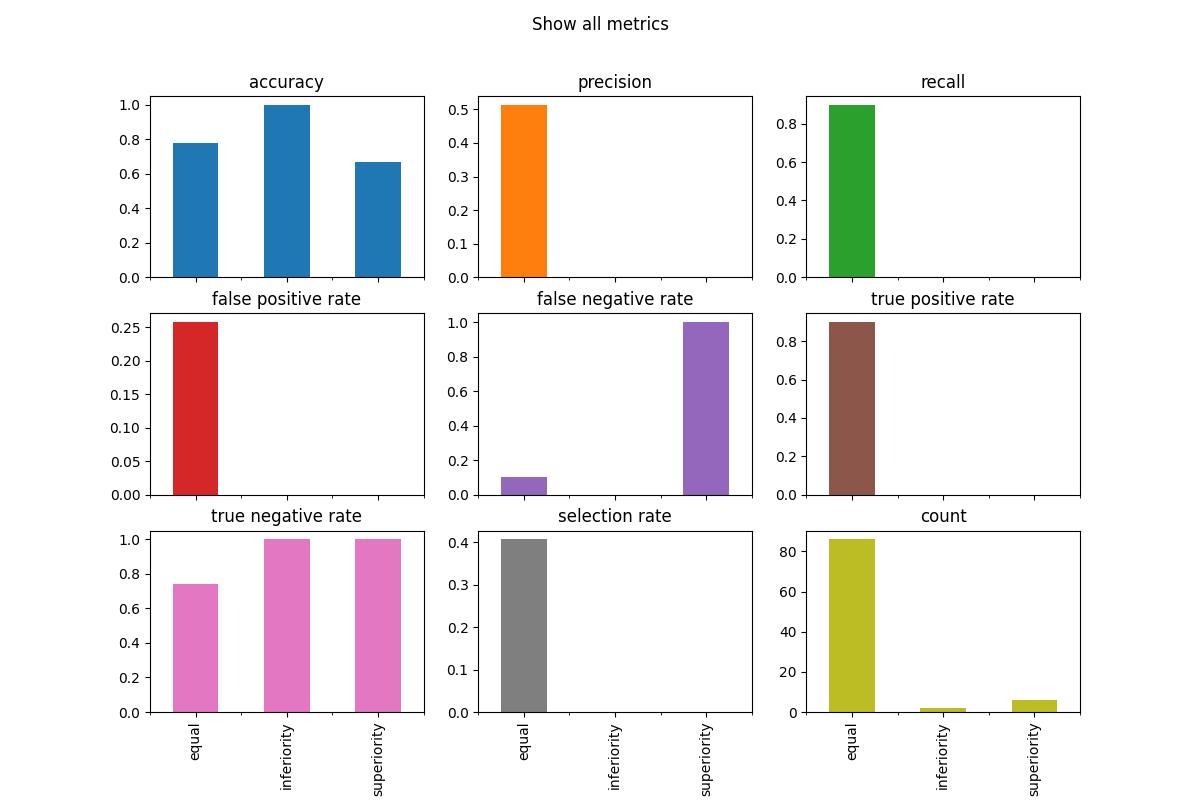 Show all metrics
accuracy
1.0
0.8
0.6
0.4
0.2
0.0
precision
0.5
0.4
0.3
0.2
0.1
0.0
recall
0.8
0.6
0.4
0.2
0.0
false positive rate
0.25
0.20
0.15
0.10
0.05
0.00
false negative rate
1.0
0.8
0.6
0.4
0.2
0.0
true positive rate
0.8
0.6
0.4
0.2
0.0
true negative rate
1.0
0.8
0.6
0.4
0.2
0.0
equal
inferiority
superiority
selection rate
0.4
0.3
0.2
0.1
0.0
equal
inferiority
superiority
count
80
60
40
20
0
equal
inferiority
superiority